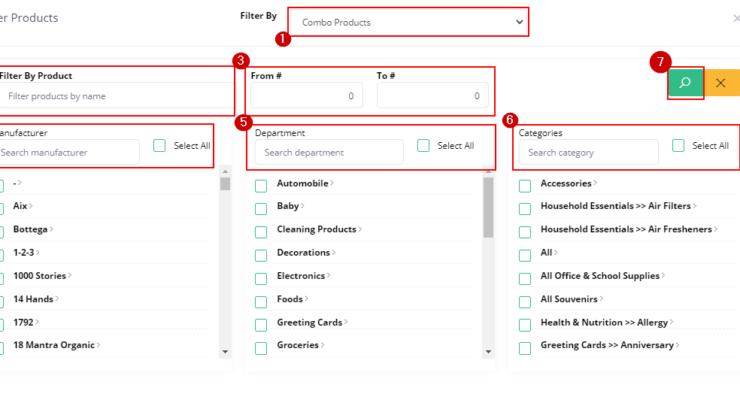 er Products
Filter By
Combo Products
1
3
7
Filter By Product
Filter products by name
From #
0
To #
0
5
6
anufacturer
Search manufacturer
Select All
Department
Search department
Select All
Categories
Search category
Select All
->
Aix >
Bottega >
1-2-3 >
1000 Stories >
14 Hands >
1792 >
18 Mantra Organic >
Automobile >
Baby >
Cleaning Products >
Decorations >
Electronics >
Foods >
Greeting Cards >
Groceries >
Accessories >
Household Essentials >> Air Filters >
Household Essentials >> Air Fresheners >
All >
All Office & School Supplies >
All Souvenirs >
Health & Nutrition >> Allergy >
Greeting Cards >> Anniversary >